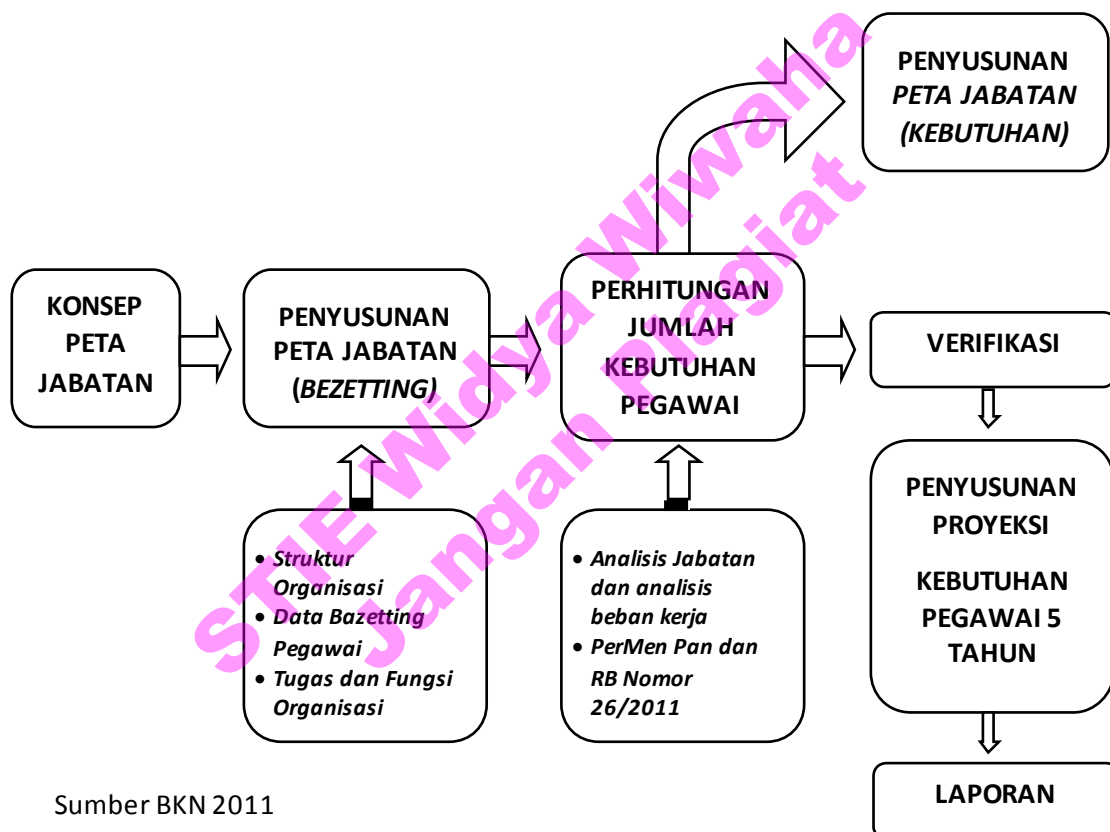 PENYUSUNAN
PETA JABATAN
(KEBUTUHAN)
KONSEP
PETA
JABATAN
PENYUSUNAN
PETA JABATAN
(BEZETTING)
PERHITUNGAN
JUMLAH
KEBUTUHAN
PEGAWAI
VERIFIKASI
• Struktur
Organisasi
• Data Bazetting
Pegawai
• Tugas dan Fungsi
Organisasi
• Analisis Jabatan
dan analisis
beban kerja
• PerMen Pan dan
RB Nomor
26/2011
PENYUSUNAN
PROYEKSI
KEBUTUHAN
PEGAWAI 5
TAHUN
LAPORAN
Sumber BKN 2011
STIE Widya Wiwaha
Jangan Plagiat